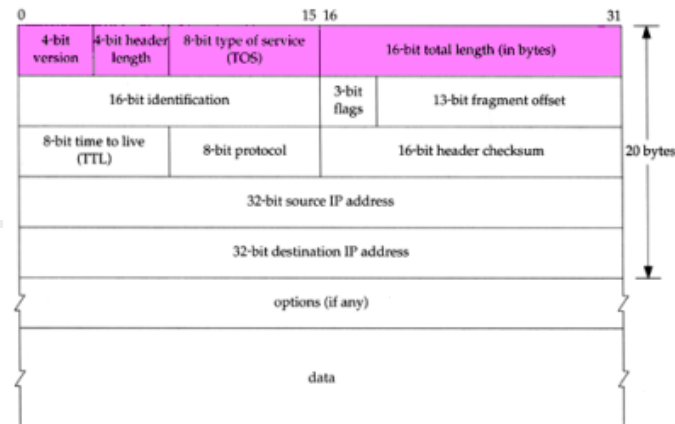 0 15 16 31
4-bit version 4-bit header length 8-bit type of service (TOS) 16-bit total length (in bytes)
16-bit identification 3-bit flags 13-bit fragment offset
8-bit time to live (TTL) 8-bit protocol 16-bit header checksum
20 bytes
32-bit source IP address
32-bit destination IP address
options (if any)
data